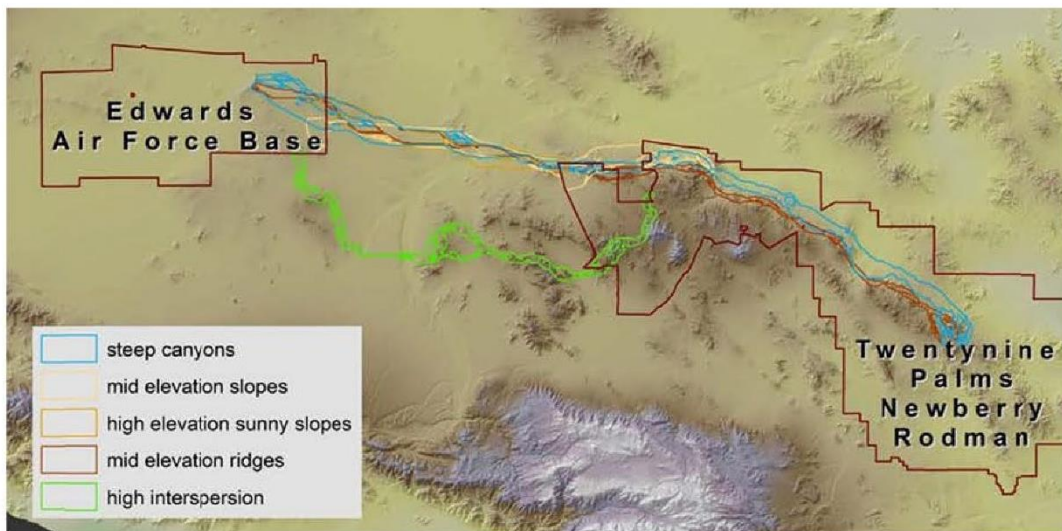 Edwards
Air Force Base
Twentynine
Palms
Newberry
Rodman
steep canyons
mid elevation slopes
high elevation sunny slopes
mid elevation ridges
high interspersion